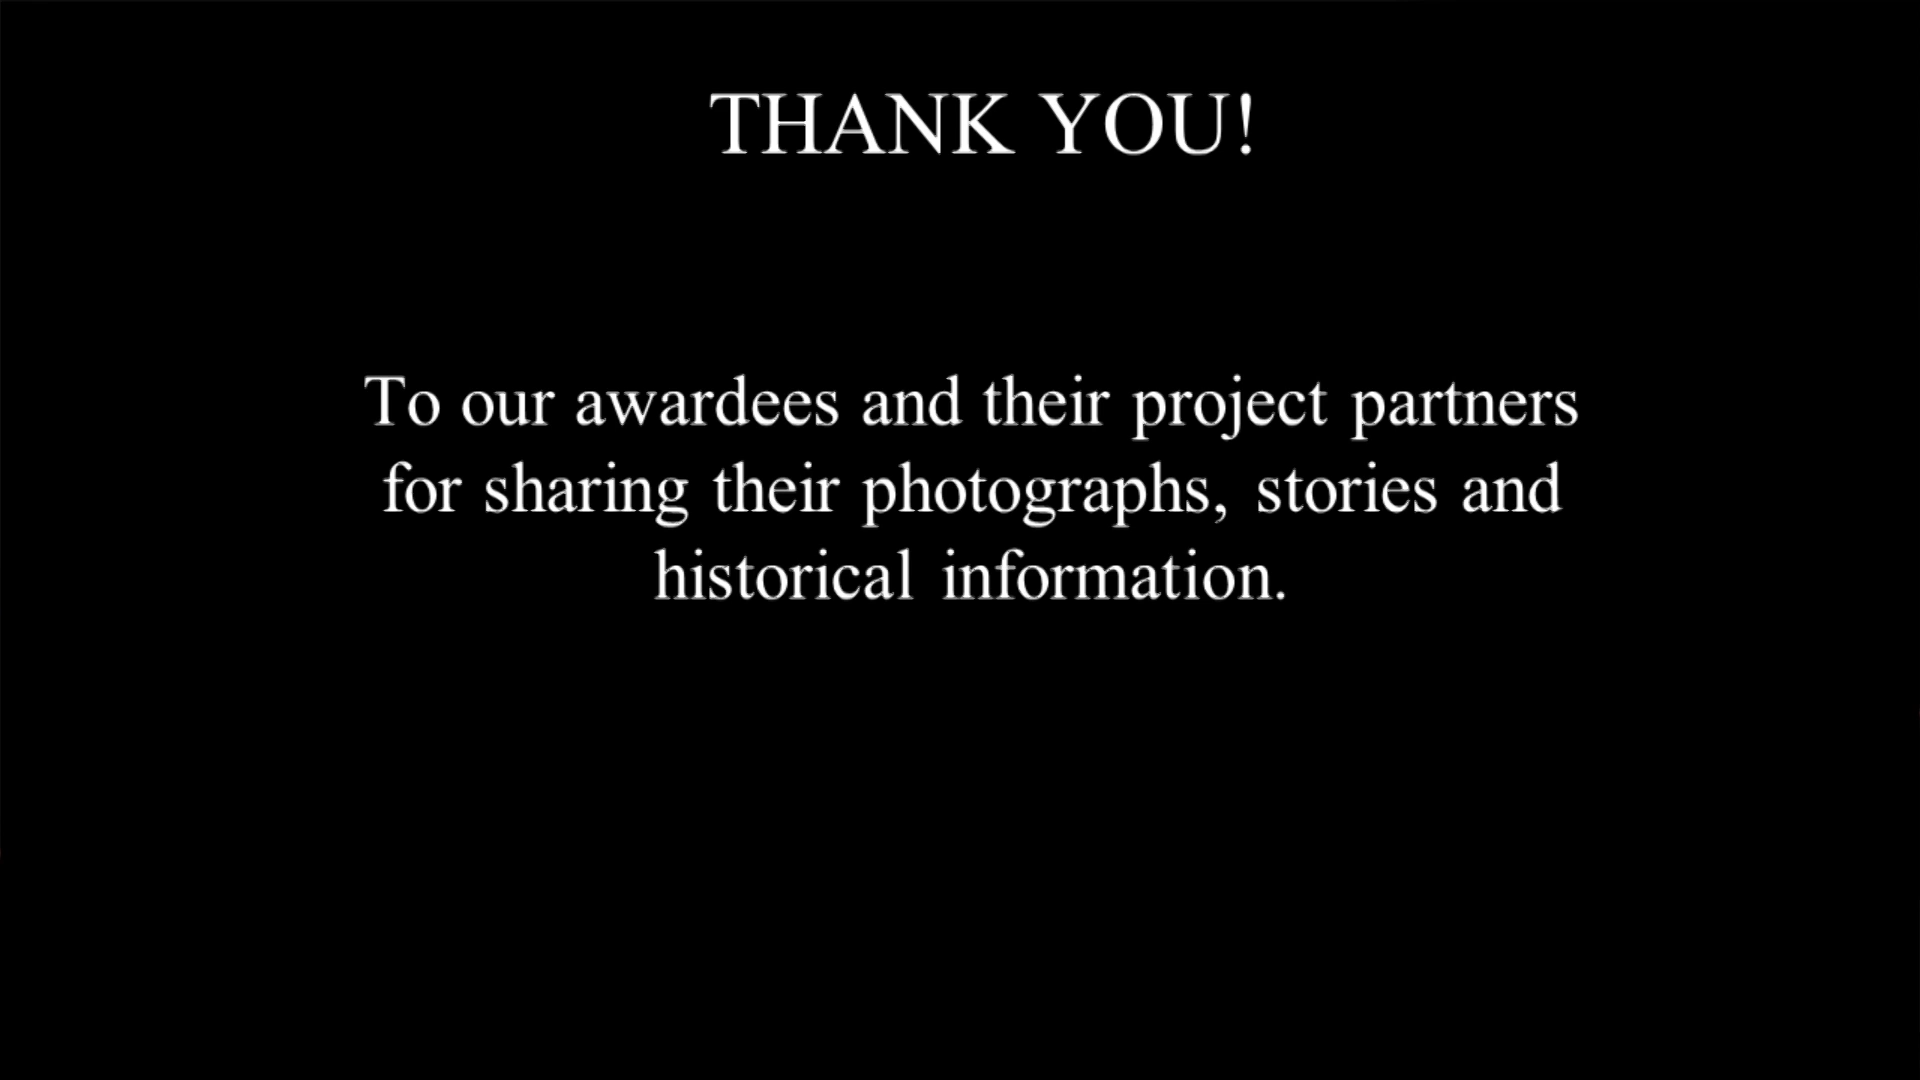 THANK YOU!
To our awardees and their project partners
for sharing their photographs, stories and
historical information.